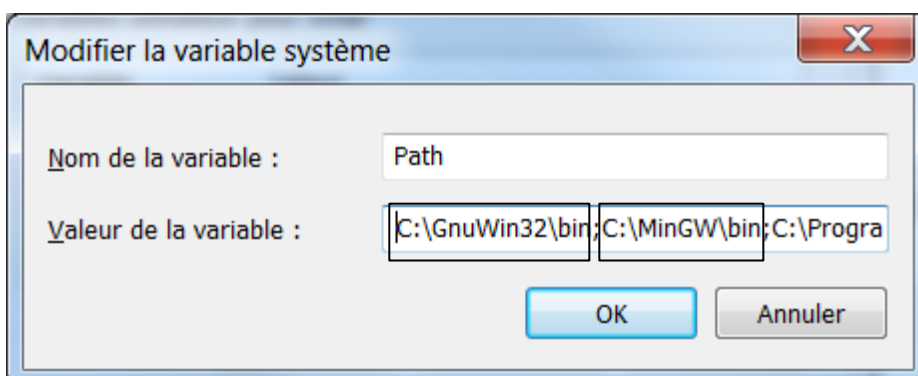 Modifier la variable système
Nom de la variable :
Path
Valeur de la variable :
C:\GnuWin32\bin;C:\MinGW\bin;C:\Progra
OK
Annuler